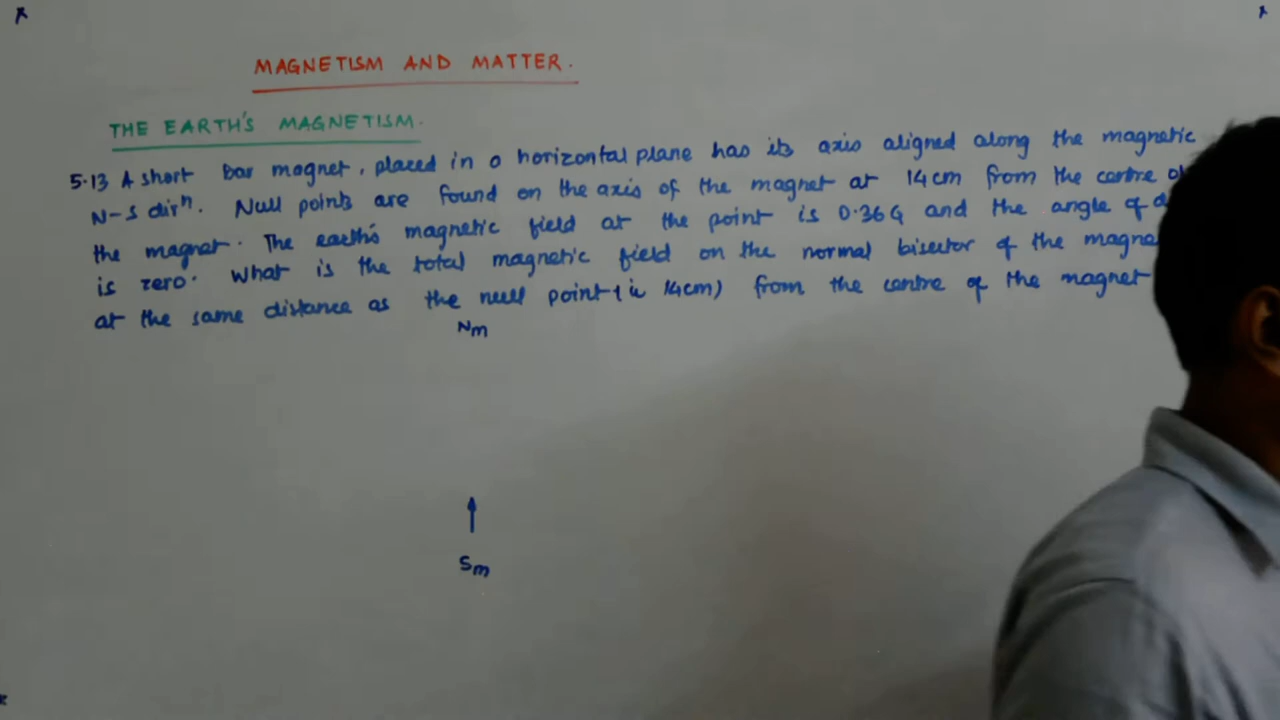 MAGNETISM AND MATTER.
THE EARTH'S MAGNETISM.
5.13 A short bar magnet, placed in a horizontal plane has its axis aligned along the magnetic
N-S dirⁿ. Null points are found on the axis of the magnet at 14cm from the centre of
the magnet. The earth's magnetic field at the point is 0.36G and the angle of
is zero. What is the total magnetic field on the normal bisector of the
at the same distance as the null point (ie 14cm) from the centre of the magnet
Nm
Sm